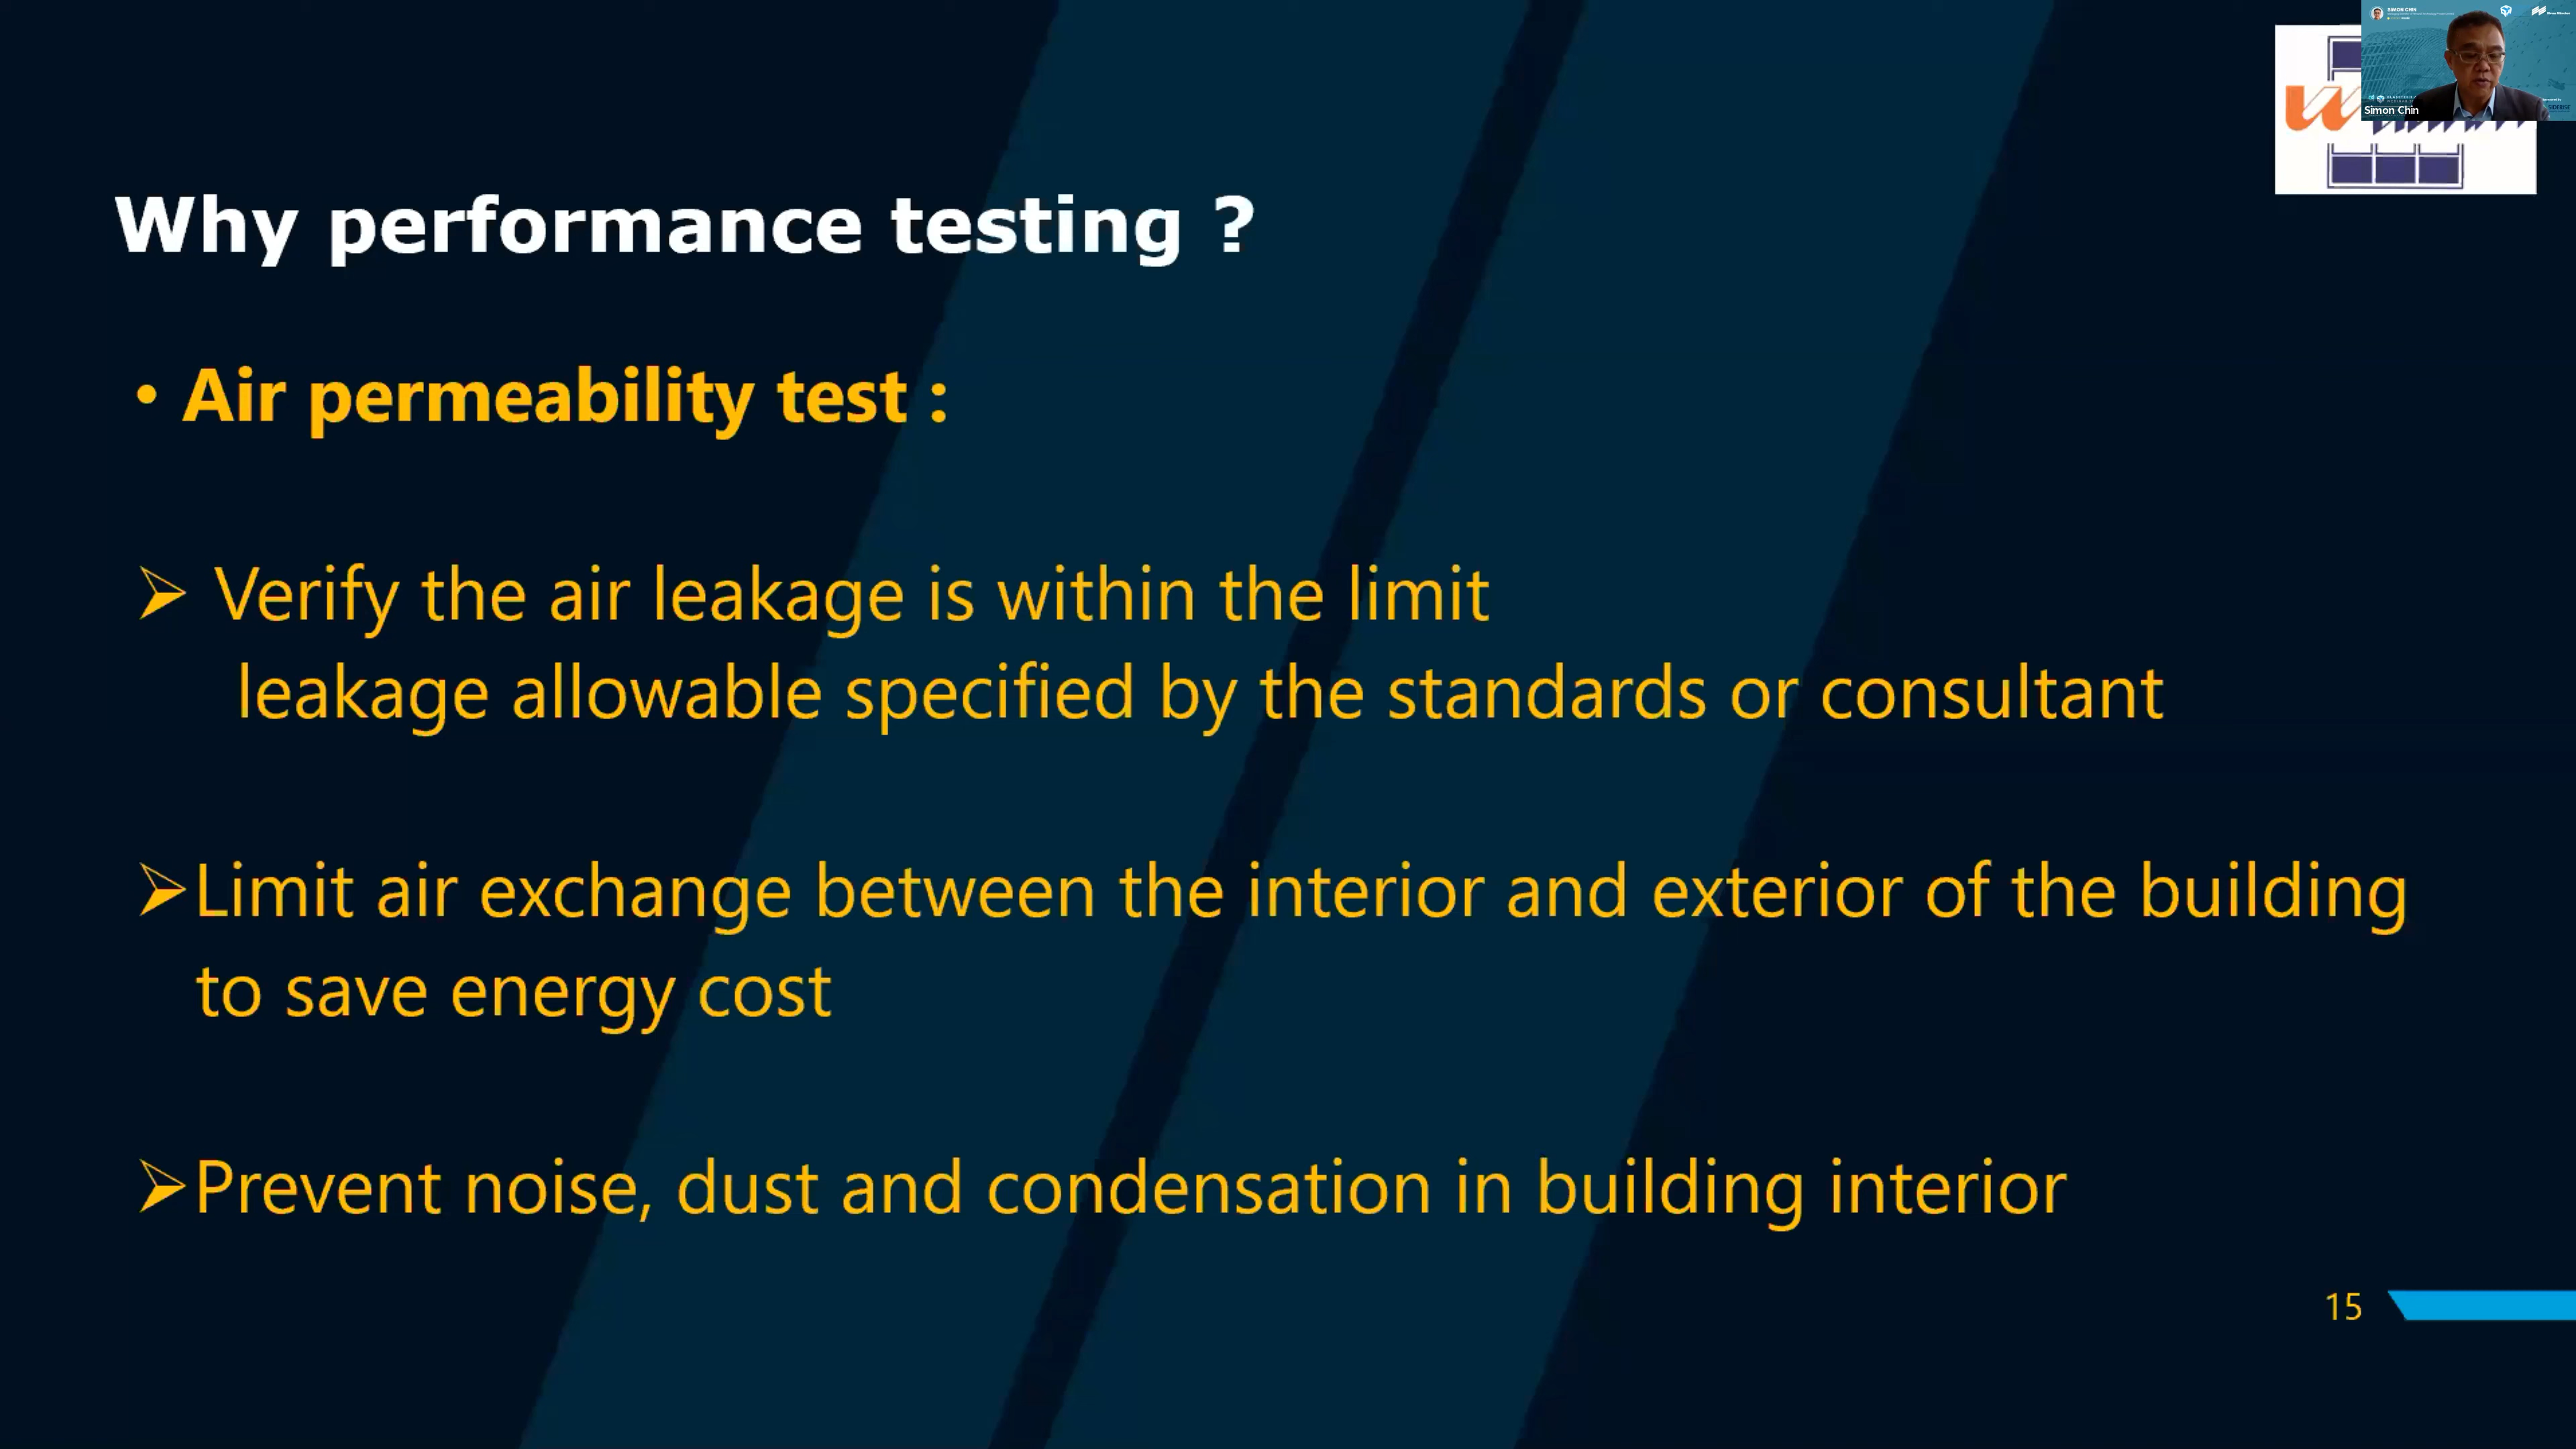 SIMON CHIN
Simon Chin
Why performance testing ?
• Air permeability test :
➢ Verify the air leakage is within the limit
leakage allowable specified by the standards or consultant
➢Limit air exchange between the interior and exterior of the building
to save energy cost
➢Prevent noise, dust and condensation in building interior
15